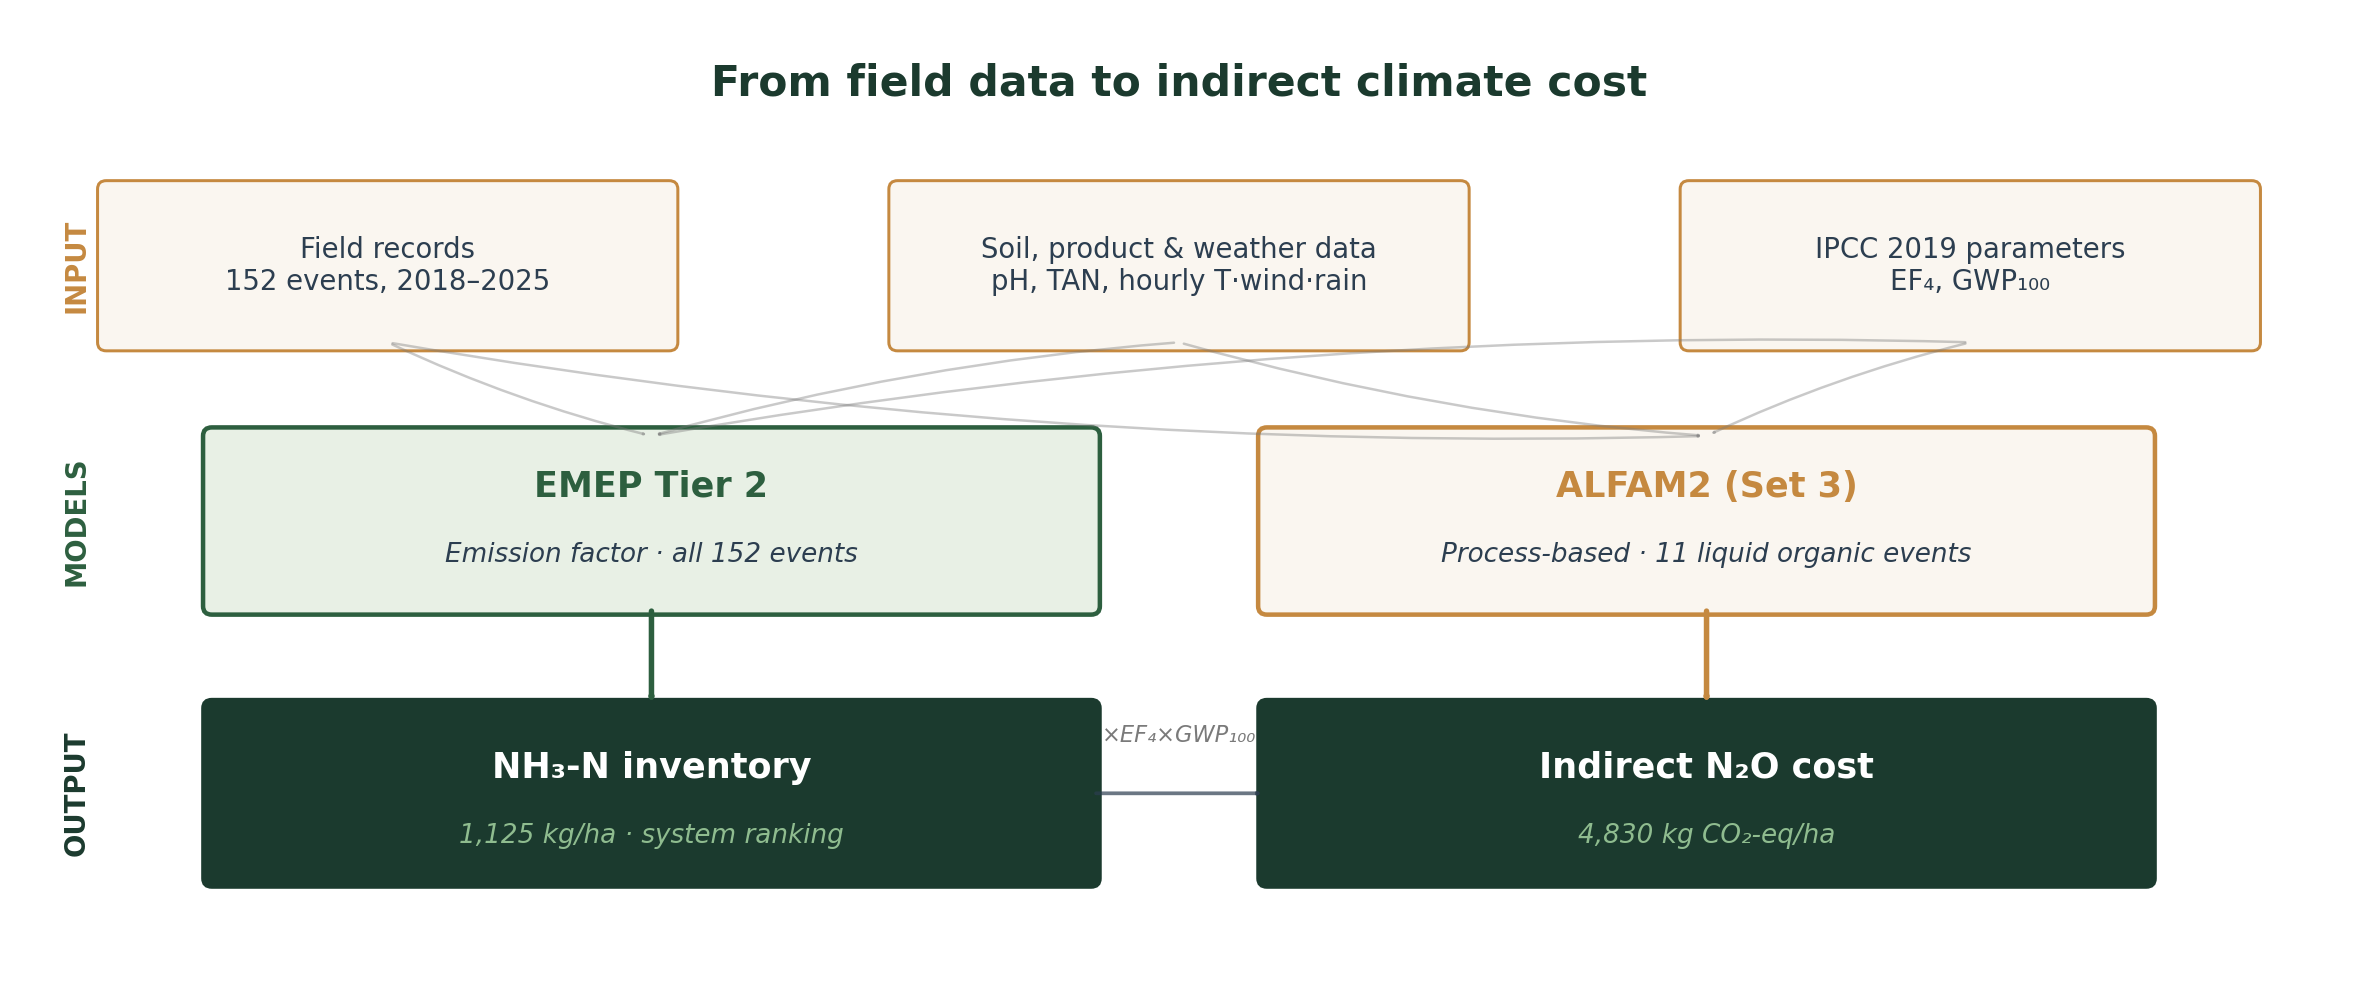 From field data to indirect climate cost
INPUT
Field records
152 events, 2018–2025
Soil, product & weather data
pH, TAN, hourly T·wind·rain
IPCC 2019 parameters
EF₄, GWP₁₀₀
MODELS
EMEP Tier 2
Emission factor · all 152 events
ALFAM2 (Set 3)
Process-based · 11 liquid organic events
OUTPUT
NH₃-N inventory
1,125 kg/ha · system ranking
×EF₄×GWP₁₀₀
Indirect N₂O cost
4,830 kg CO₂-eq/ha